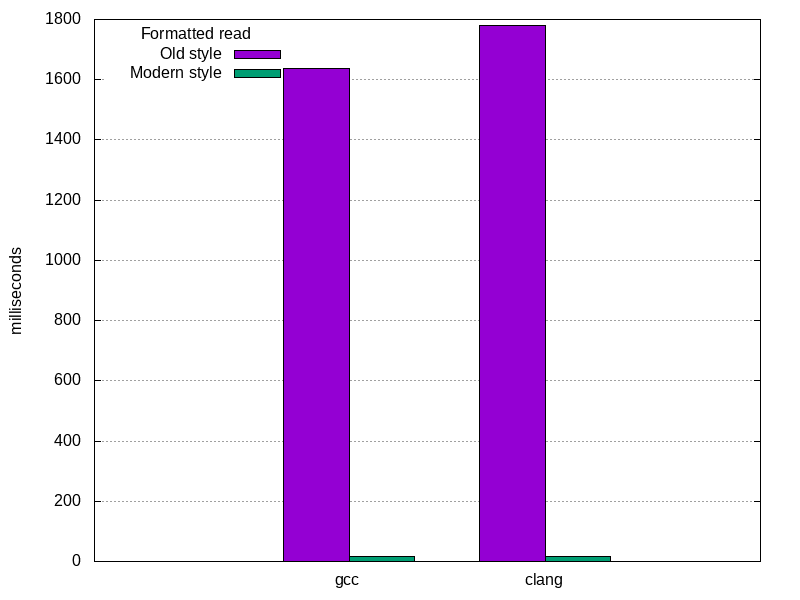 1800
1600
1400
1200
1000
800
600
400
200
0
milliseconds
Formatted read
Old style
Modern style
gcc
clang